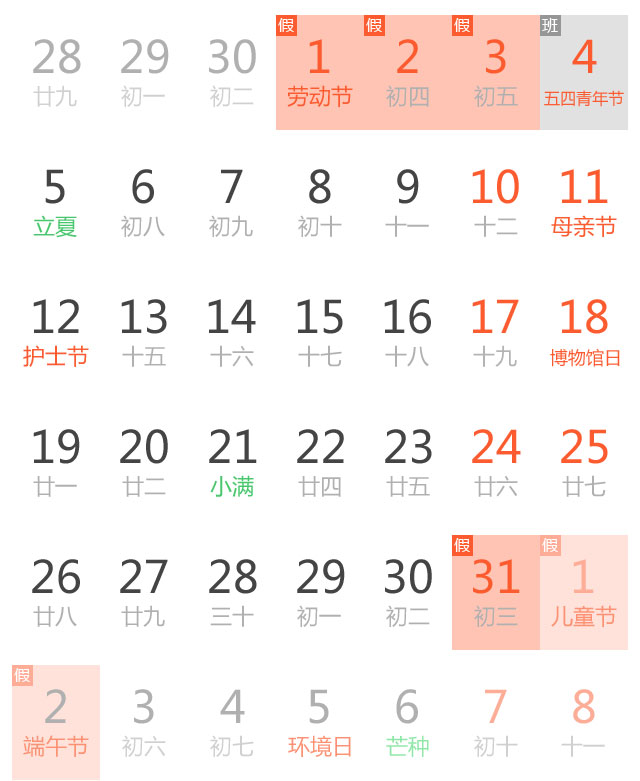 假 假 假 班
28 29 30 1 2 3 4
廿九 初一 初二 劳动节 初四 初五 五四青年节
5 6 7 8 9 10 11
立夏 初八 初九 初十 十一 十二 母亲节
12 13 14 15 16 17 18
护士节 十五 十六 十七 十八 十九 博物馆日
19 20 21 22 23 24 25
廿一 廿二 小满 廿四 廿五 廿六 廿七
假 假
26 27 28 29 30 31 1
廿八 廿九 三十 初一 初二 初三 儿童节
假
2 3 4 5 6 7 8
端午节 初六 初七 环境日 芒种 初十 十一